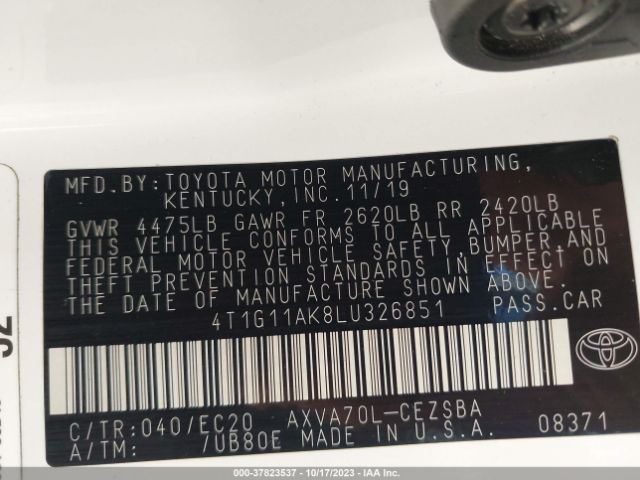 MFD. BY: TOYOTA MOTOR MANUFACTURING,
KENTUCKY, INC. 11/19
GVWR 4475LB GAWR FR 2620LB RR 2420LB
THIS VEHICLE CONFORMS TO ALL APPLICABLE
FEDERAL MOTOR VEHICLE SAFETY, BUMPER, AND
THEFT PREVENTION STANDARDS IN EFFECT ON
THE DATE OF MANUFACTURE SHOWN ABOVE.
4T1G11AK8LU326851 PASS. CAR
C/TR: 040/EC20 AXVA70L-CEZSBA
A/TM: /UB80E MADE IN U.S.A. 08371
000-37823537 - 10/17/2023 - IAA Inc.